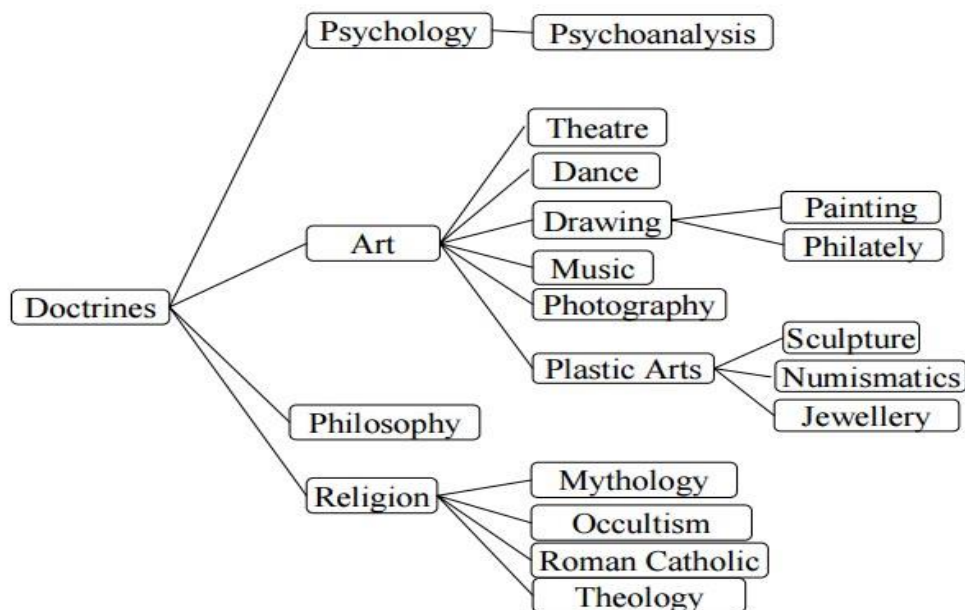 Psychology
Psychoanalysis
Theatre
Dance
Drawing
Painting
Philately
Art
Music
Photography
Doctrines
Plastic Arts
Sculpture
Numismatics
Jewellery
Philosophy
Religion
Mythology
Occultism
Roman Catholic
Theology